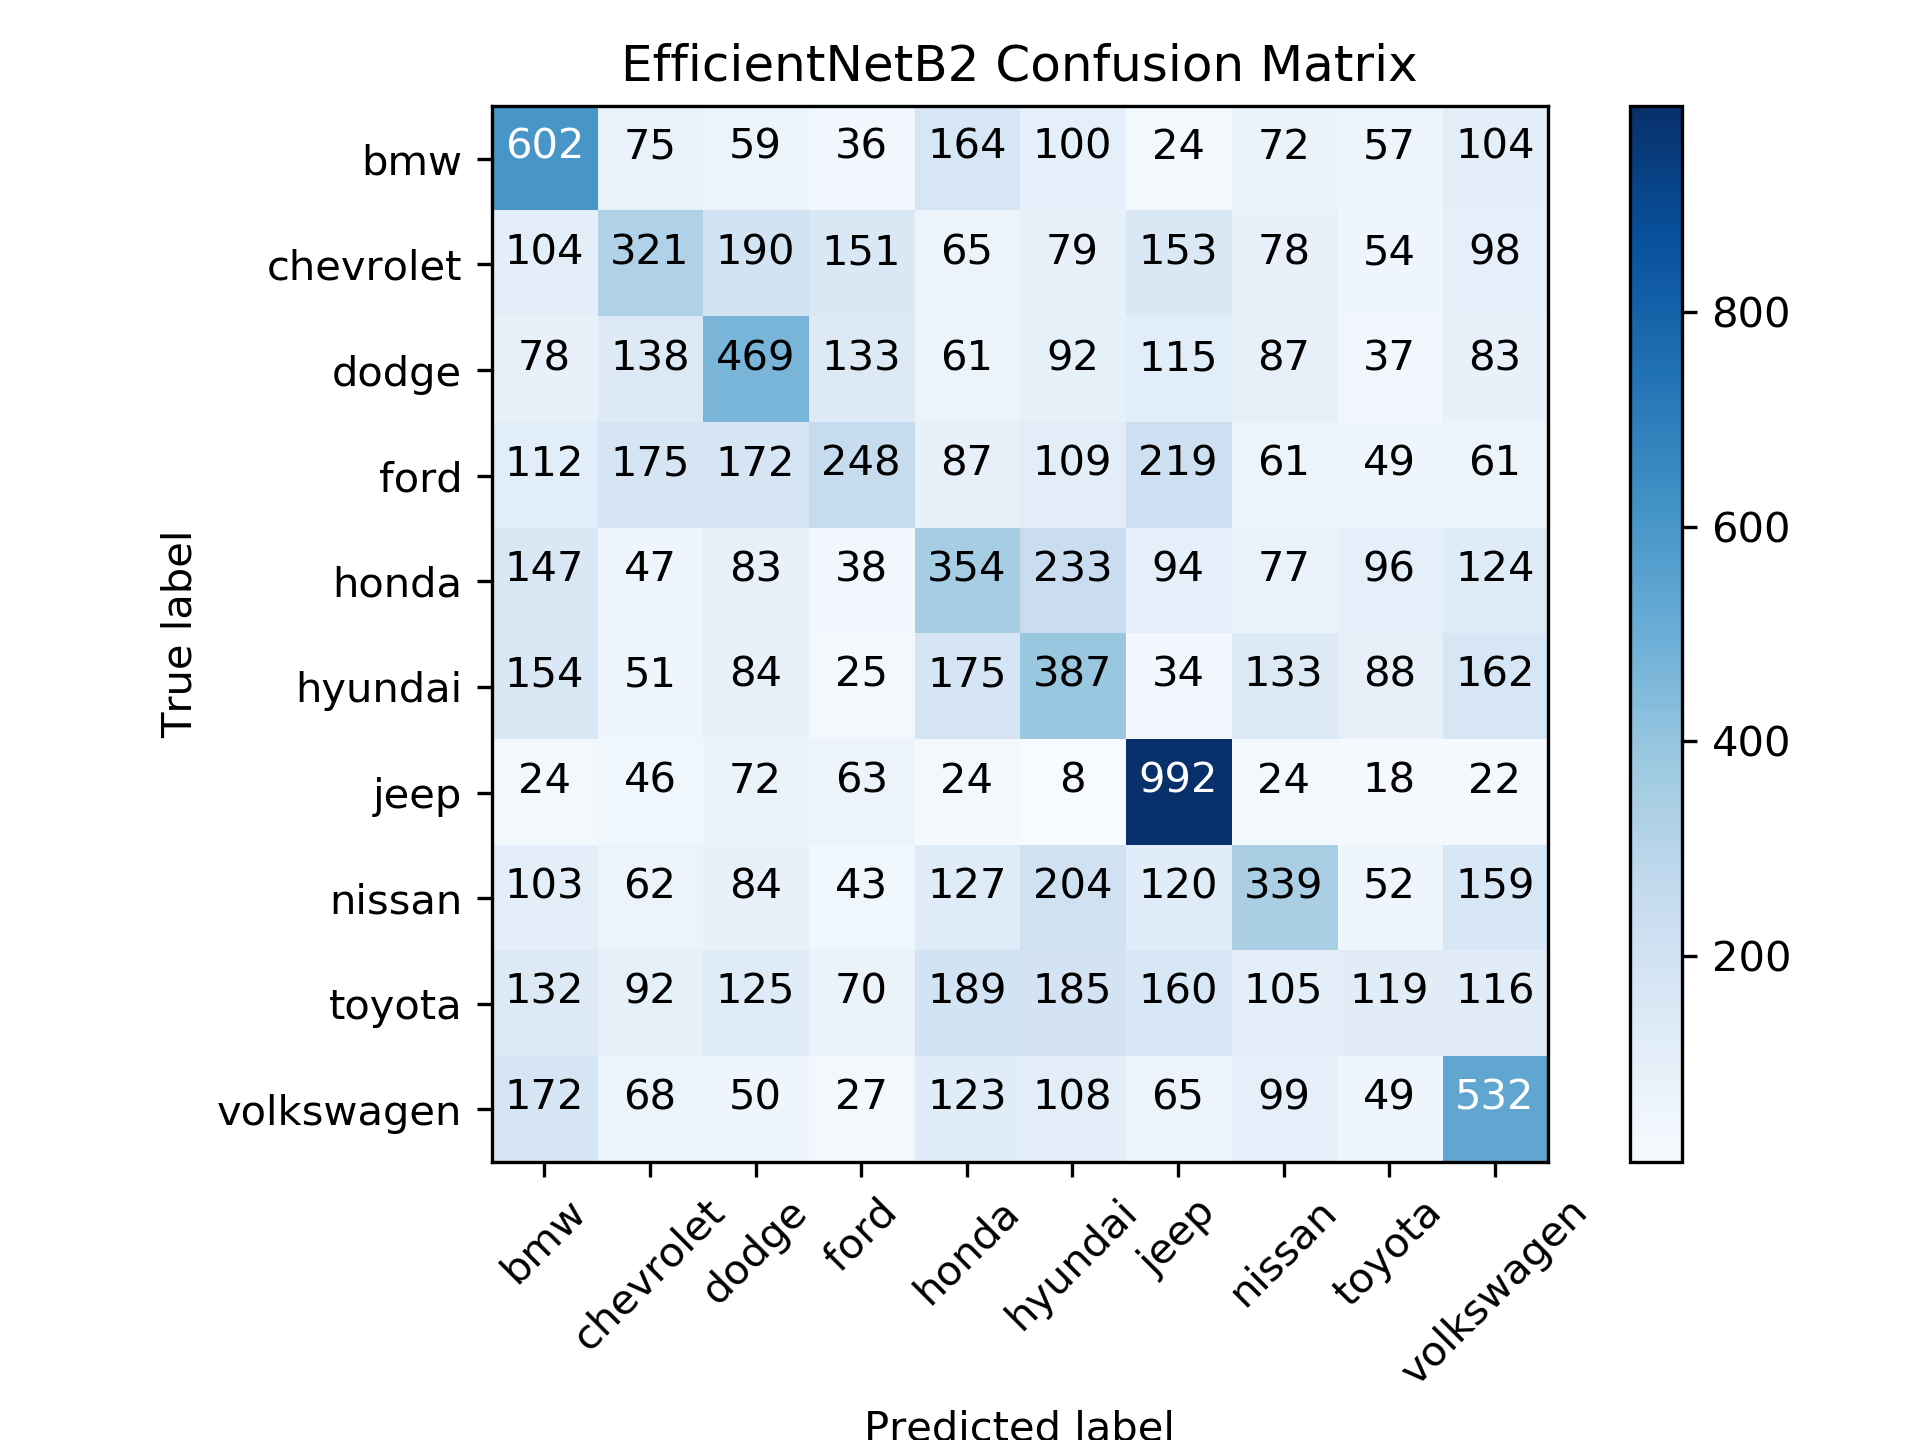 EfficientNetB2 Confusion Matrix
True label
bmw 602 75 59 36 164 100 24 72 57 104
chevrolet 104 321 190 151 65 79 153 78 54 98
dodge 78 138 469 133 61 92 115 87 37 83
ford 112 175 172 248 87 109 219 61 49 61
honda 147 47 83 38 354 233 94 77 96 124
hyundai 154 51 84 25 175 387 34 133 88 162
jeep 24 46 72 63 24 8 992 24 18 22
nissan 103 62 84 43 127 204 120 339 52 159
toyota 132 92 125 70 189 185 160 105 119 116
volkswagen 172 68 50 27 123 108 65 99 49 532
bmw chevrolet dodge ford honda hyundai jeep nissan toyota volkswagen
Predicted label
800
600
400
200